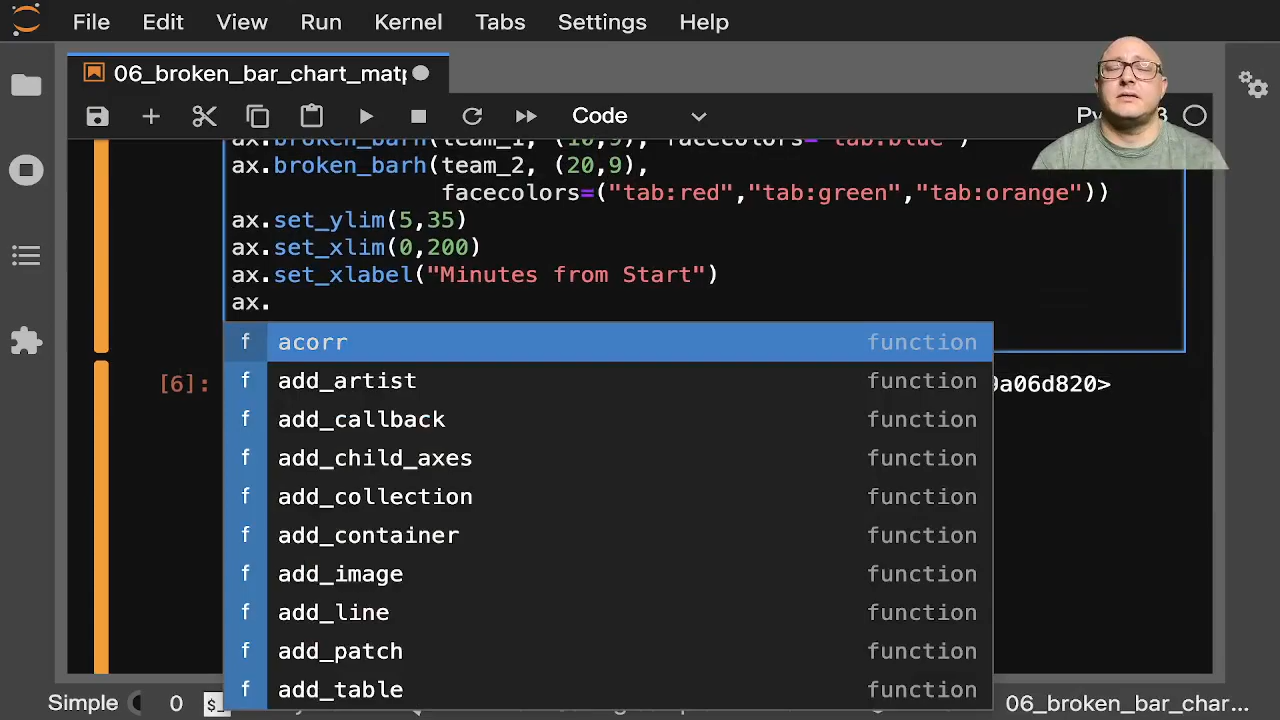 File Edit View Run Kernel Tabs Settings Help
06_broken_bar_chart_matp
Code
ax.broken_barh(team_1, (10,9), facecolors="tab:blue")
ax.broken_barh(team_2, (20,9),
facecolors=("tab:red","tab:green","tab:orange"))
ax.set_ylim(5,35)
ax.set_xlim(0,200)
ax.set_xlabel("Minutes from Start")
ax.
f acorr function
[6]: 9a06d820>
f add_artist function
f add_callback function
f add_child_axes function
f add_collection function
f add_container function
f add_image function
f add_line function
f add_patch function
f add_table function
Simple 0 $_ 06_broken_bar_char...